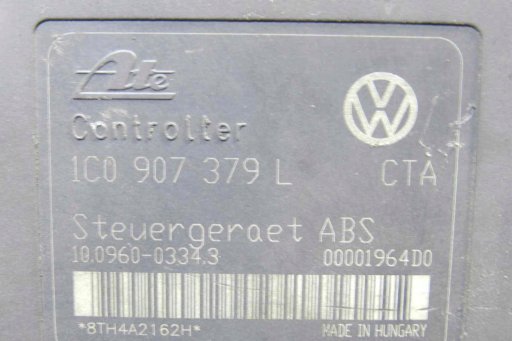 Ate
Controller
1C0 907 379 L CTA
Steuergeraet ABS
10.0960-0334.3 00001964D0
*8TH4A2162H* MADE IN HUNGARY